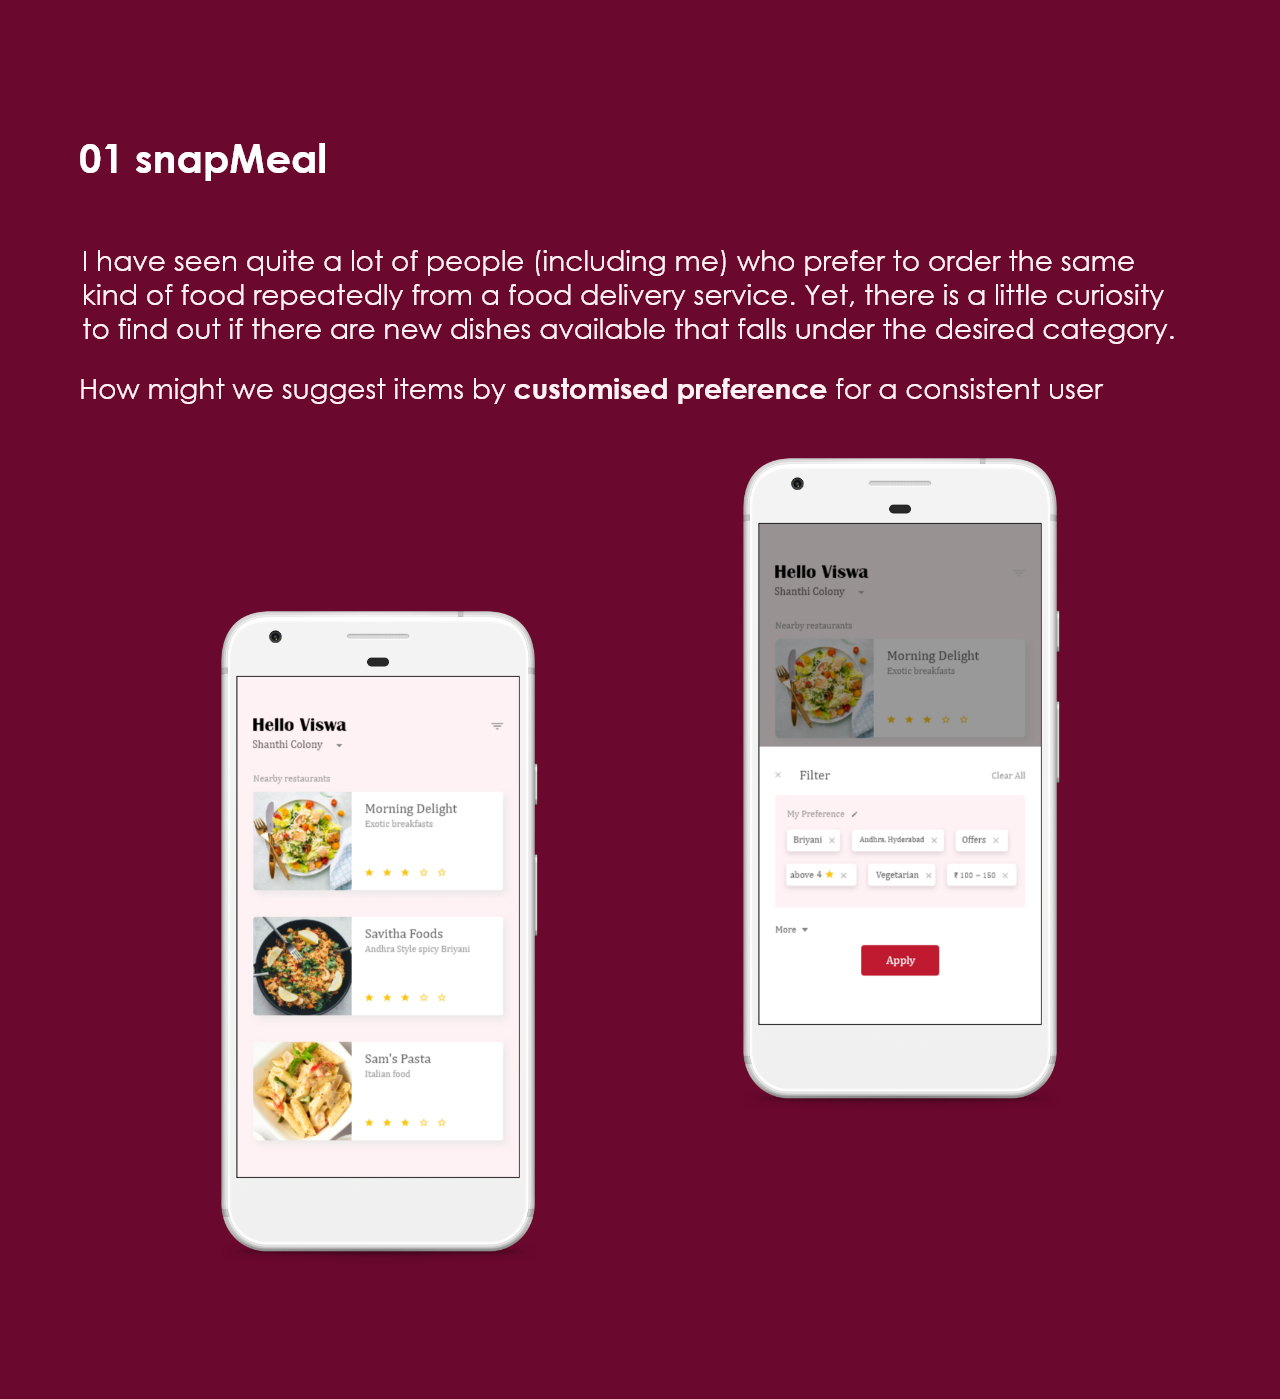 01 snapMeal
I have seen quite a lot of people (including me) who prefer to order the same
kind of food repeatedly from a food delivery service. Yet, there is a little curiosity
to find out if there are new dishes available that falls under the desired category.
How might we suggest items by customised preference for a consistent user
Hello Viswa
Shanthi Colony
Nearby restaurants
Morning Delight
Exotic breakfasts
Savitha Foods
Andhra Style spicy Briyani
Sam's Pasta
Italian food
Hello Viswa
Shanthi Colony
Nearby restaurants
Morning Delight
Exotic breakfasts
Filter Clear All
My Preference
Briyani Andhra, Hyderabad Offers
above 4 Vegetarian ₹ 100 – 150
More
Apply